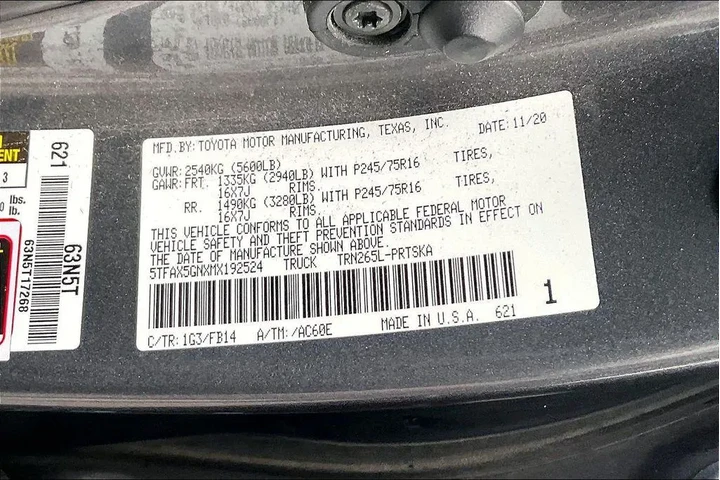 MFD.BY: TOYOTA MOTOR MANUFACTURING, TEXAS, INC. DATE: 11/20
GVWR: 2540KG (5600LB)
GAWR: FRT. 1335KG (2940LB) WITH P245/75R16 TIRES,
16X7J RIMS.
RR. 1490KG (3280LB) WITH P245/75R16 TIRES,
16X7J RIMS.
THIS VEHICLE CONFORMS TO ALL APPLICABLE FEDERAL MOTOR
VEHICLE SAFETY AND THEFT PREVENTION STANDARDS IN EFFECT ON
THE DATE OF MANUFACTURE SHOWN ABOVE.
5TFAX5GNXMX192524 TRUCK TRN265L-PRTSKA
C/TR: 1G3/FB14 A/TM: /AC60E MADE IN U.S.A. 621
1
621
63N5T
63N5T17268
3
lbs.
lbs.